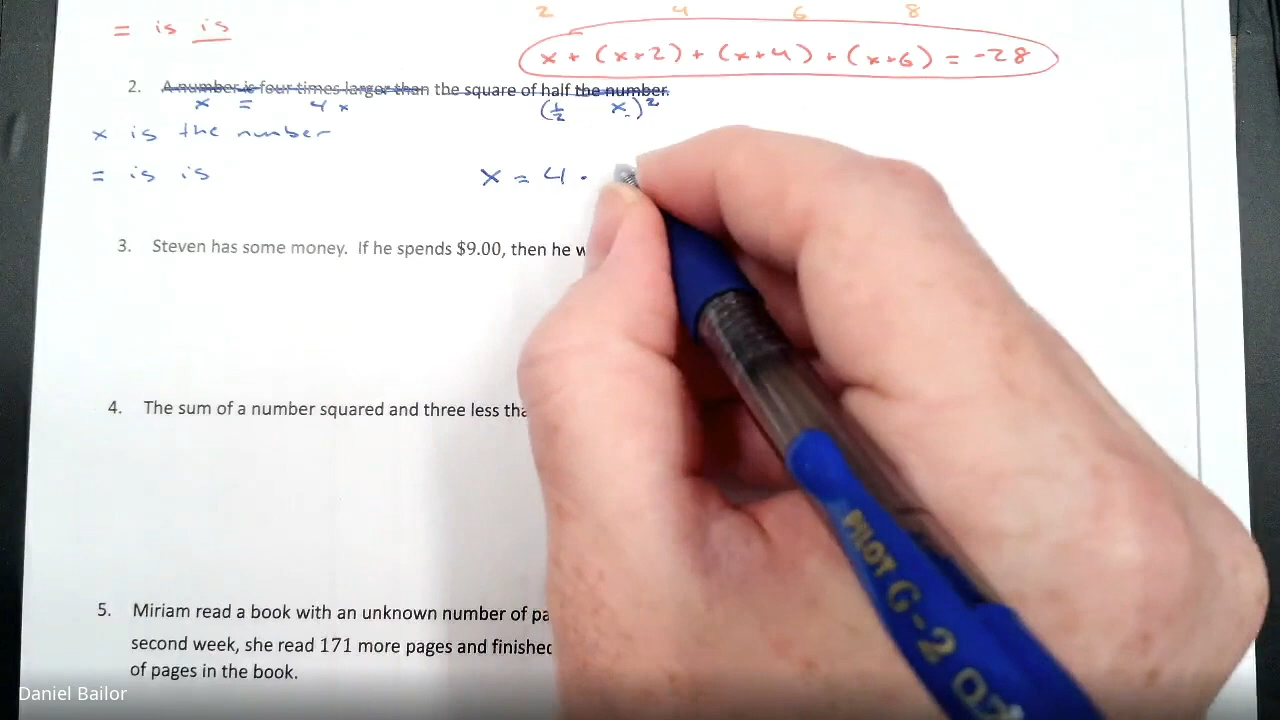 2 4 6 8
= is is
x + (x+2) + (x+4) + (x+6) = -28
2. A number is four times larger than the square of half the number.
x = 4 x (1/2 x)²
x is the number
= is is
x = 4 ·
3. Steven has some money. If he spends $9.00, then he w
4. The sum of a number squared and three less tha
5. Miriam read a book with an unknown number of pa
second week, she read 171 more pages and finished
of pages in the book.
PILOT G-2 07
Daniel Bailor